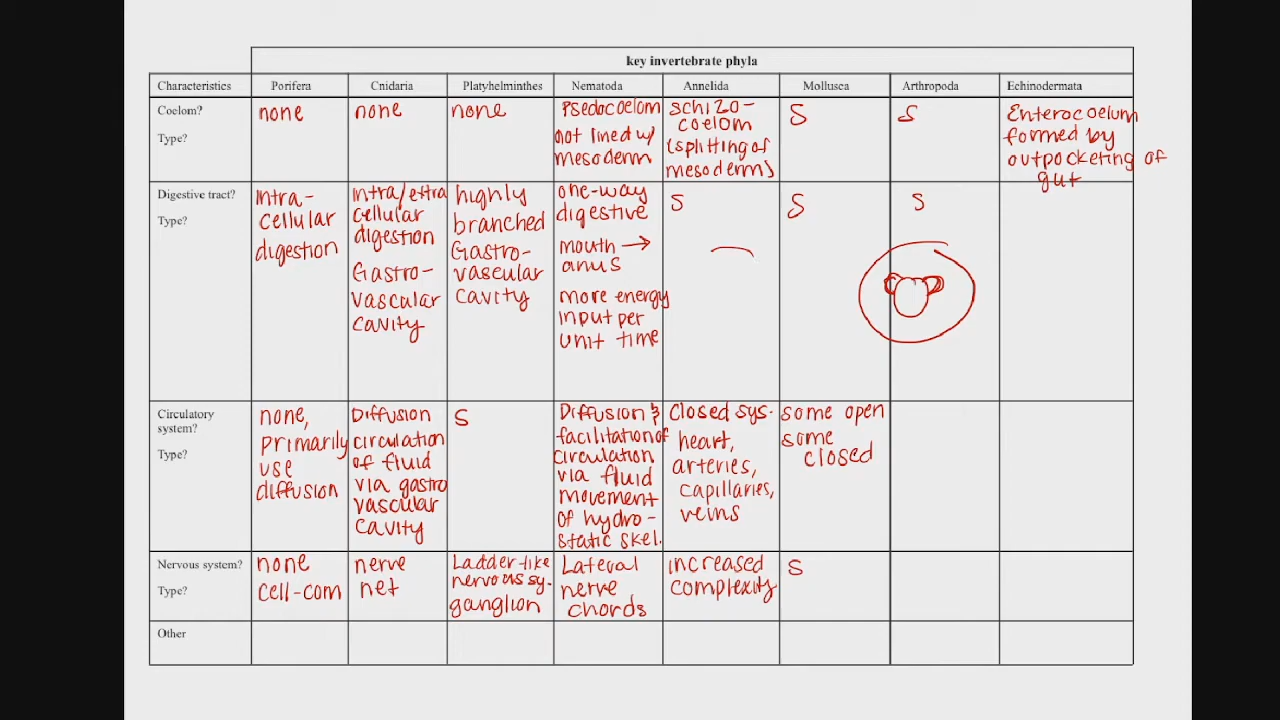 key invertebrate phyla
Characteristics Porifera Cnidaria Platyhelminthes Nematoda Annelida Mollusca Arthropoda Echinodermata
Coelom?
Type?
none
none
none
Psedocoelom
not lined w/
mesoderm
schizo-
coelom
(splitting of
mesoderm)
S
S
Enterocoelum
formed by
outpocketing of
gut
Digestive tract?
Type?
Intra-
cellular
digestion
Intra/extra
cellular
digestion
Gastro-
vascular
cavity
highly
branched
Gastro-
vascular
cavity
one-way
digestive
mouth →
anus
more energy
input per
unit time
S
S
S
Circulatory
system?
Type?
none,
primarily
use
diffusion
Diffusion
circulation
of fluid
via gastro
vascular
cavity
S
Diffusion &
facilitation of
circulation
via fluid
movement
of hydro-
static skel.
Closed sys.
heart,
arteries,
capillaries,
veins
some open
some
closed
Nervous system?
Type?
none
cell-com
nerve
net
Ladder-like
nervous sy.
ganglion
Lateral
nerve
chords
increased
complexity
S
Other